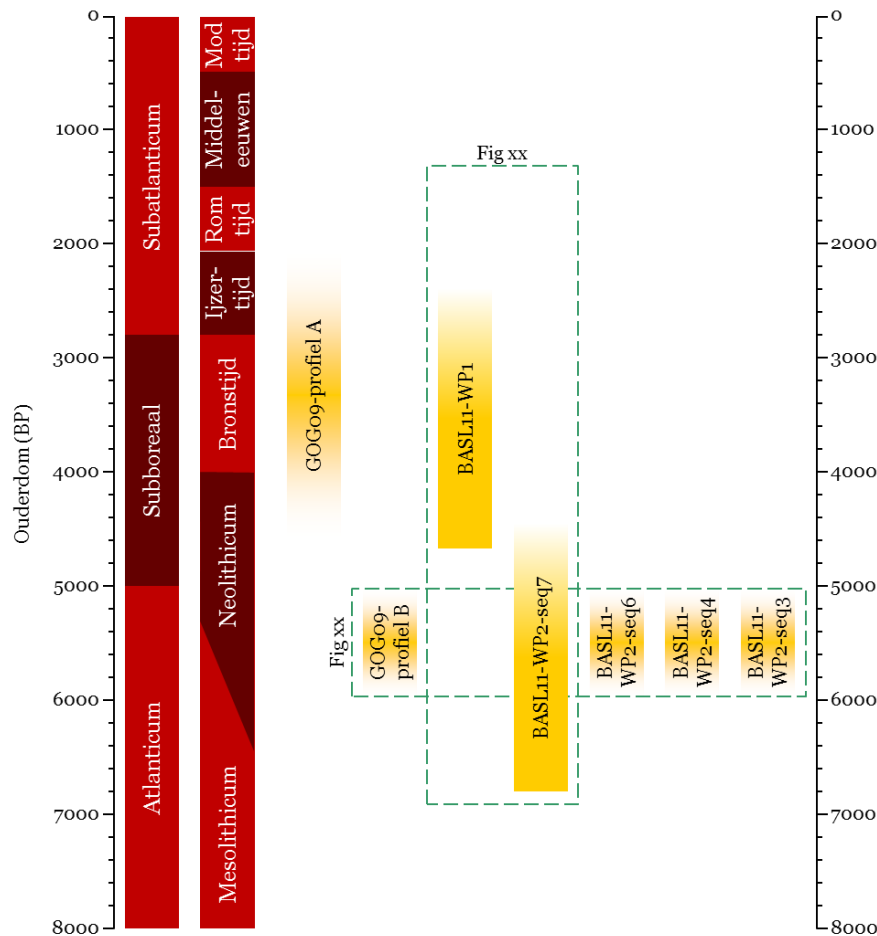 Ouderdom (BP)
0
1000
2000
3000
4000
5000
6000
7000
8000
Subatlanticum
Subboreaal
Atlanticum
Mod
tijd
Middel-
eeuwen
Rom
tijd
Ijzer-
tijd
Bronstijd
Neolithicum
Mesolithicum
GOG09-profiel A
Fig xx
BASL11-WP1
Fig xx
GOG09-
profiel B
BASL11-WP2-seq7
BASL11-
WP2-seq6
BASL11-
WP2-seq4
BASL11-
WP2-seq3
0
1000
2000
3000
4000
5000
6000
7000
8000